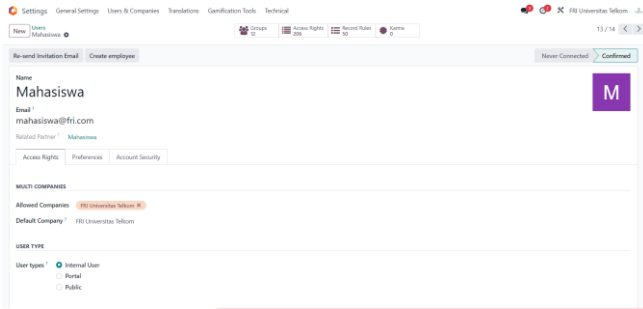 Settings General Settings Users & Companies Translations Gamification Tools Technical FRI Universitas Telkom
New Users Groups Access Rights Record Rules Karma 13 / 14
Mahasiswa 12 50 0
Re-send Invitation Email Create employee Never Connected Confirmed
Name
Mahasiswa
M
Email ?
mahasiswa@fri.com
Related Partner ? Mahasiswa
Access Rights Preferences Account Security
MULTI COMPANIES
Allowed Companies FRI Universitas Telkom ×
Default Company ? FRI Universitas Telkom
USER TYPE
User types ? Internal User
Portal
Public